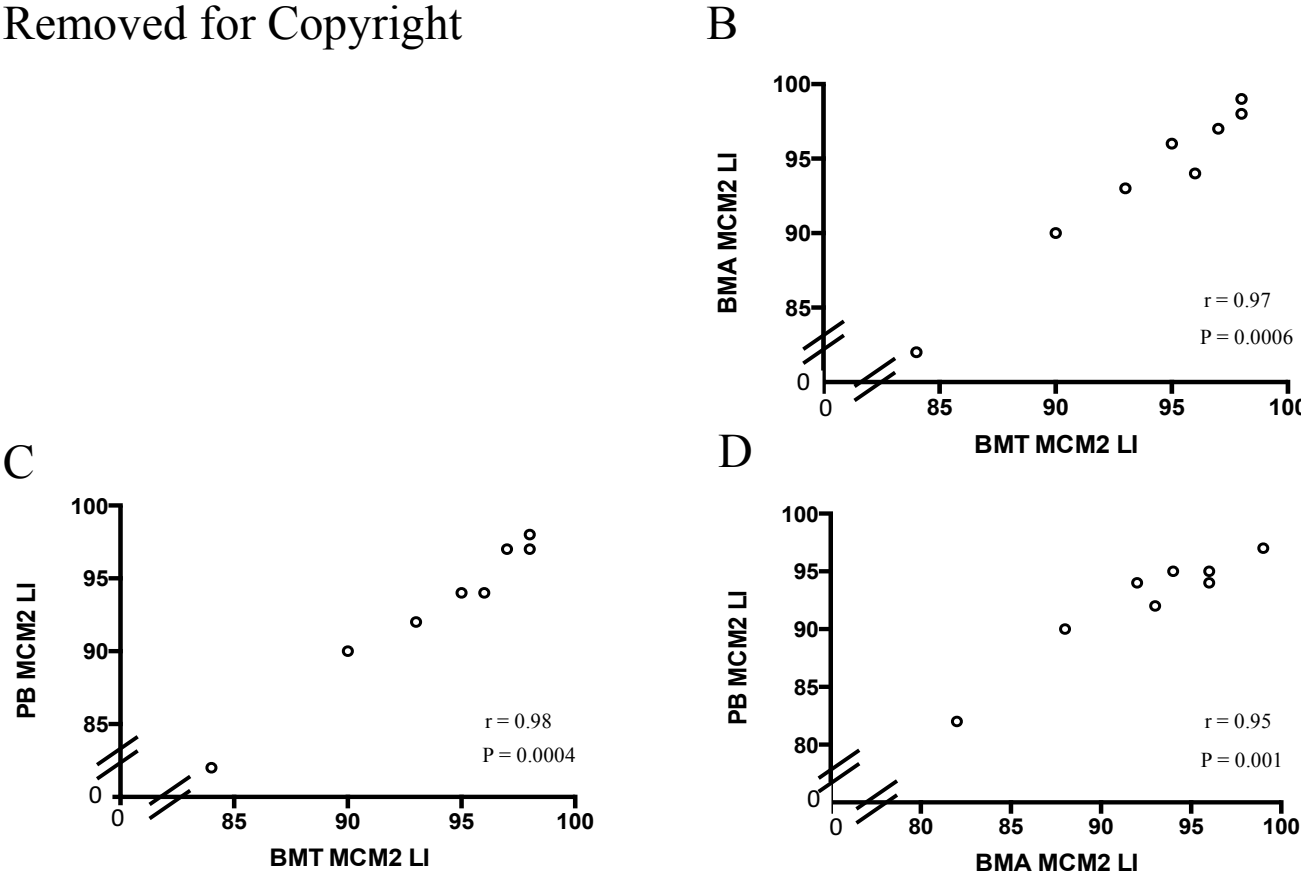 Removed for Copyright
B
100
95
90
85
0
BMA MCM2 LI
r = 0.97
P = 0.0006
0
85
90
95
100
BMT MCM2 LI
C
100
95
90
85
0
PB MCM2 LI
r = 0.98
P = 0.0004
0
85
90
95
100
BMT MCM2 LI
D
100
95
90
85
80
0
PB MCM2 LI
r = 0.95
P = 0.001
0
80
85
90
95
100
BMA MCM2 LI